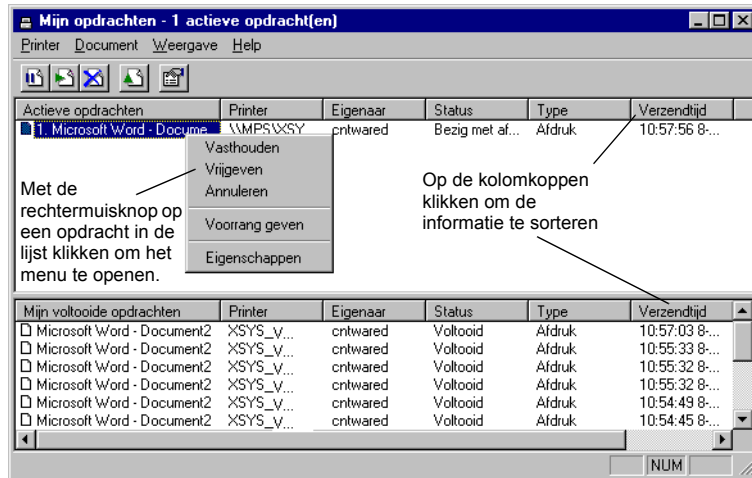 Mijn opdrachten - 1 actieve opdracht(en)
Printer Document Weergave Help
Actieve opdrachten Printer Eigenaar Status Type Verzendtijd
1. Microsoft Word - Docume... \\MPS\XSY cntwared Bezig met af... Afdruk 10:57:56 8-...
Vasthouden
Vrijgeven
Annuleren
Voorrang geven
Eigenschappen
Met de
rechtermuisknop op
een opdracht in de
lijst klikken om het
menu te openen.
Op de kolomkoppen
klikken om de
informatie te sorteren
Mijn voltooide opdrachten Printer Eigenaar Status Type Verzendtijd
Microsoft Word - Document2 XSYS_V... cntwared Voltooid Afdruk 10:57:03 8-...
Microsoft Word - Document2 XSYS_V... cntwared Voltooid Afdruk 10:55:33 8-...
Microsoft Word - Document2 XSYS_V... cntwared Voltooid Afdruk 10:55:32 8-...
Microsoft Word - Document2 XSYS_V... cntwared Voltooid Afdruk 10:55:32 8-...
Microsoft Word - Document2 XSYS_V... cntwared Voltooid Afdruk 10:54:49 8-...
Microsoft Word - Document2 XSYS_V... cntwared Voltooid Afdruk 10:54:45 8-...
NUM